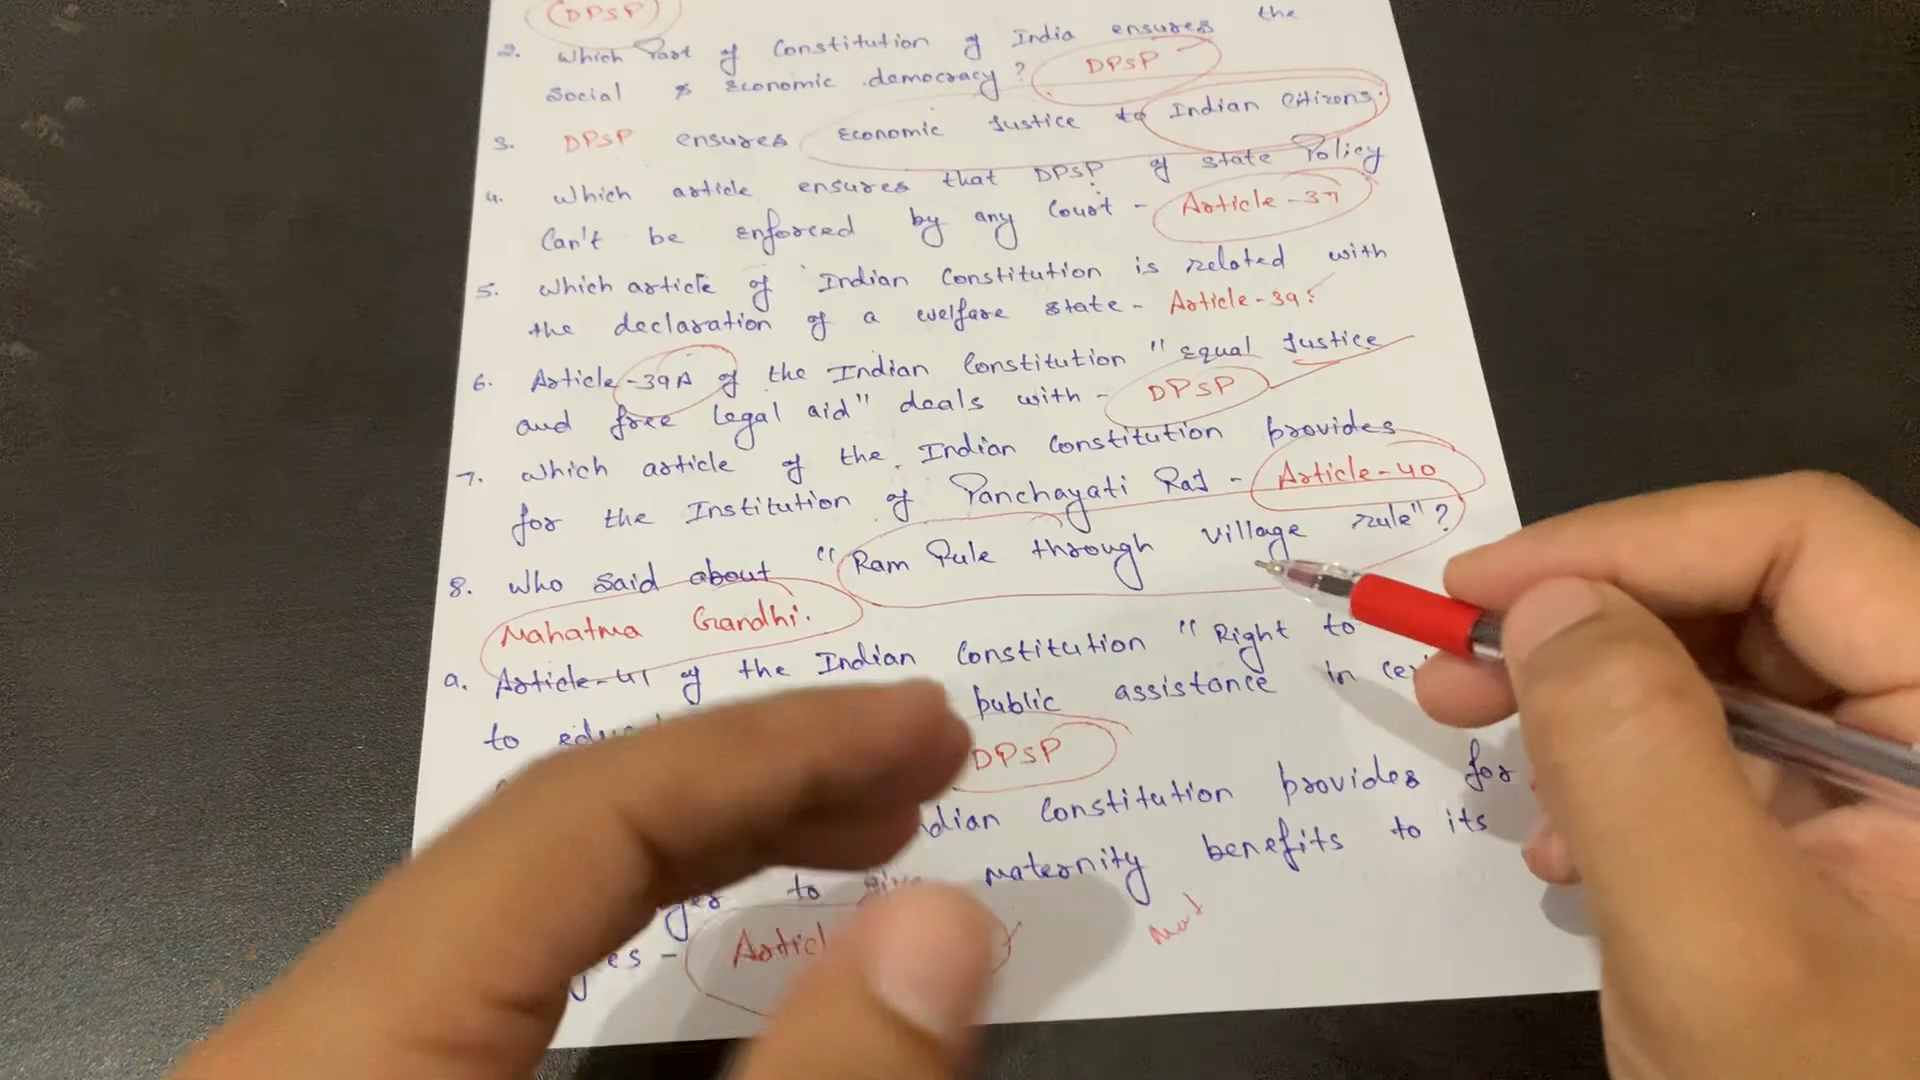 (DPSP)
2. Which Part of Constitution of India ensures the
Social & Economic democracy? DPSP
3. DPSP ensures Economic Justice to Indian Citizens.
4. Which article ensures that DPSP of state Policy
Can't be enforced by any Court - Article-37
5. Which article of Indian Constitution is related with
the declaration of a welfare state - Article-39.
6. Article-39A of the Indian Constitution "Equal Justice
and free legal aid" deals with - DPSP
7. Which article of the Indian Constitution provides
for the Institution of Panchayati Raj - Article-40
8. Who said about "Ram Rule through village rule"?
Mahatma Gandhi.
9. Article-41 of the Indian Constitution "Right to
to public assistance in
DPSP
Constitution provides for
to maternity benefits to its
-